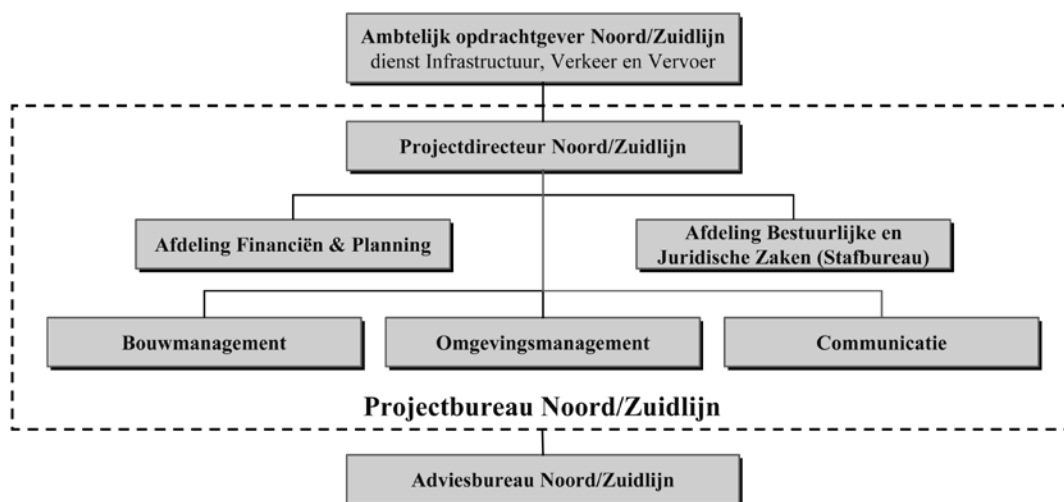 Ambtelijk opdrachtgever Noord/Zuidlijn
dienst Infrastructuur, Verkeer en Vervoer
Projectdirecteur Noord/Zuidlijn
Afdeling Financiën & Planning
Afdeling Bestuurlijke en
Juridische Zaken (Stafbureau)
Bouwmanagement
Omgevingsmanagement
Communicatie
Projectbureau Noord/Zuidlijn
Adviesbureau Noord/Zuidlijn